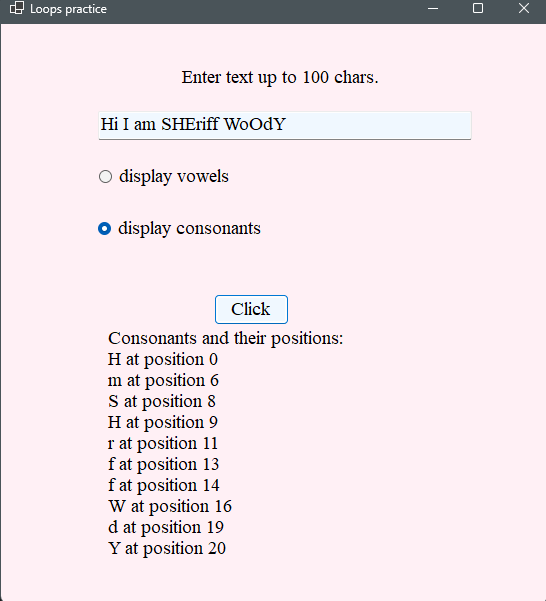 Loops practice
Enter text up to 100 chars.
Hi I am SHEriff WoOdY
display vowels
display consonants
Click
Consonants and their positions:
H at position 0
m at position 6
S at position 8
H at position 9
r at position 11
f at position 13
f at position 14
W at position 16
d at position 19
Y at position 20